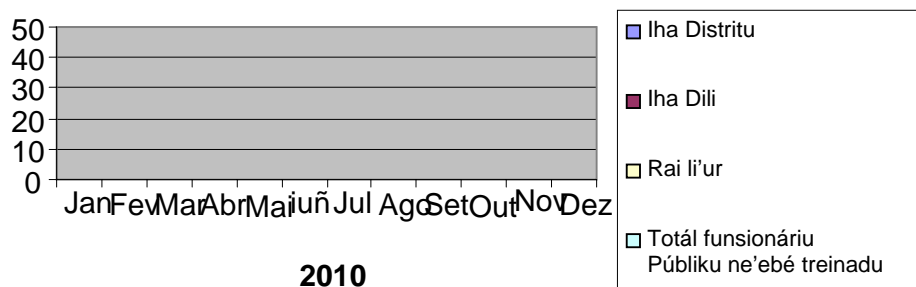 50
40
30
20
10
0
Jan Fev Mar Abr Mai iuñ Jul Ago Set Out Nov Dez
2010
Iha Distritu
Iha Dili
Rai li'ur
Totál funsionáriu
Públiku ne'ebé treinadu